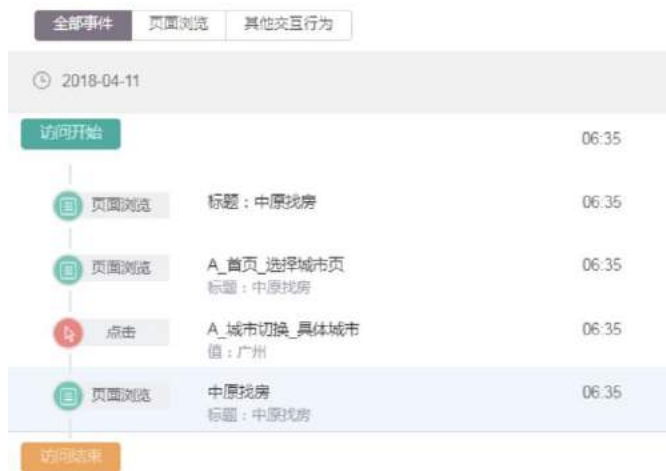 全部事件 页面浏览 其他交互行为
2018-04-11
访问开始 06:35
页面浏览 标题：中原找房 06:35
页面浏览 A_首页_选择城市页 06:35
标题：中原找房
点击 A_城市切换_具体城市 06:35
值：广州
页面浏览 中原找房 06:35
标题：中原找房
访问结束